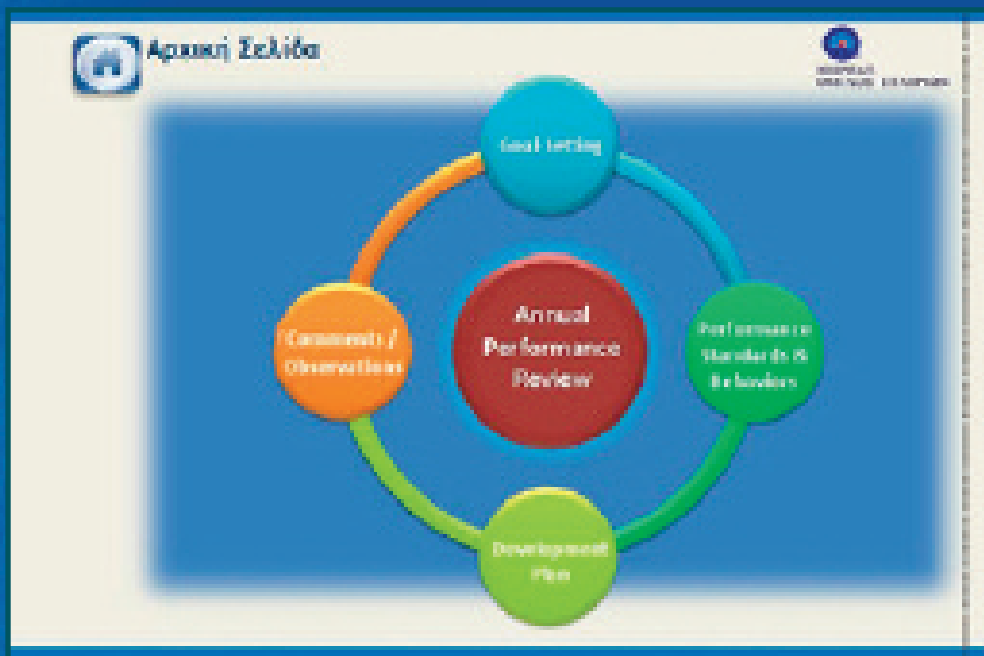 Αρχική Σελίδα
Goal Setting
Annual
Performance
Review
Performance
Standards &
Behaviors
Comments /
Observations
Development
Plan